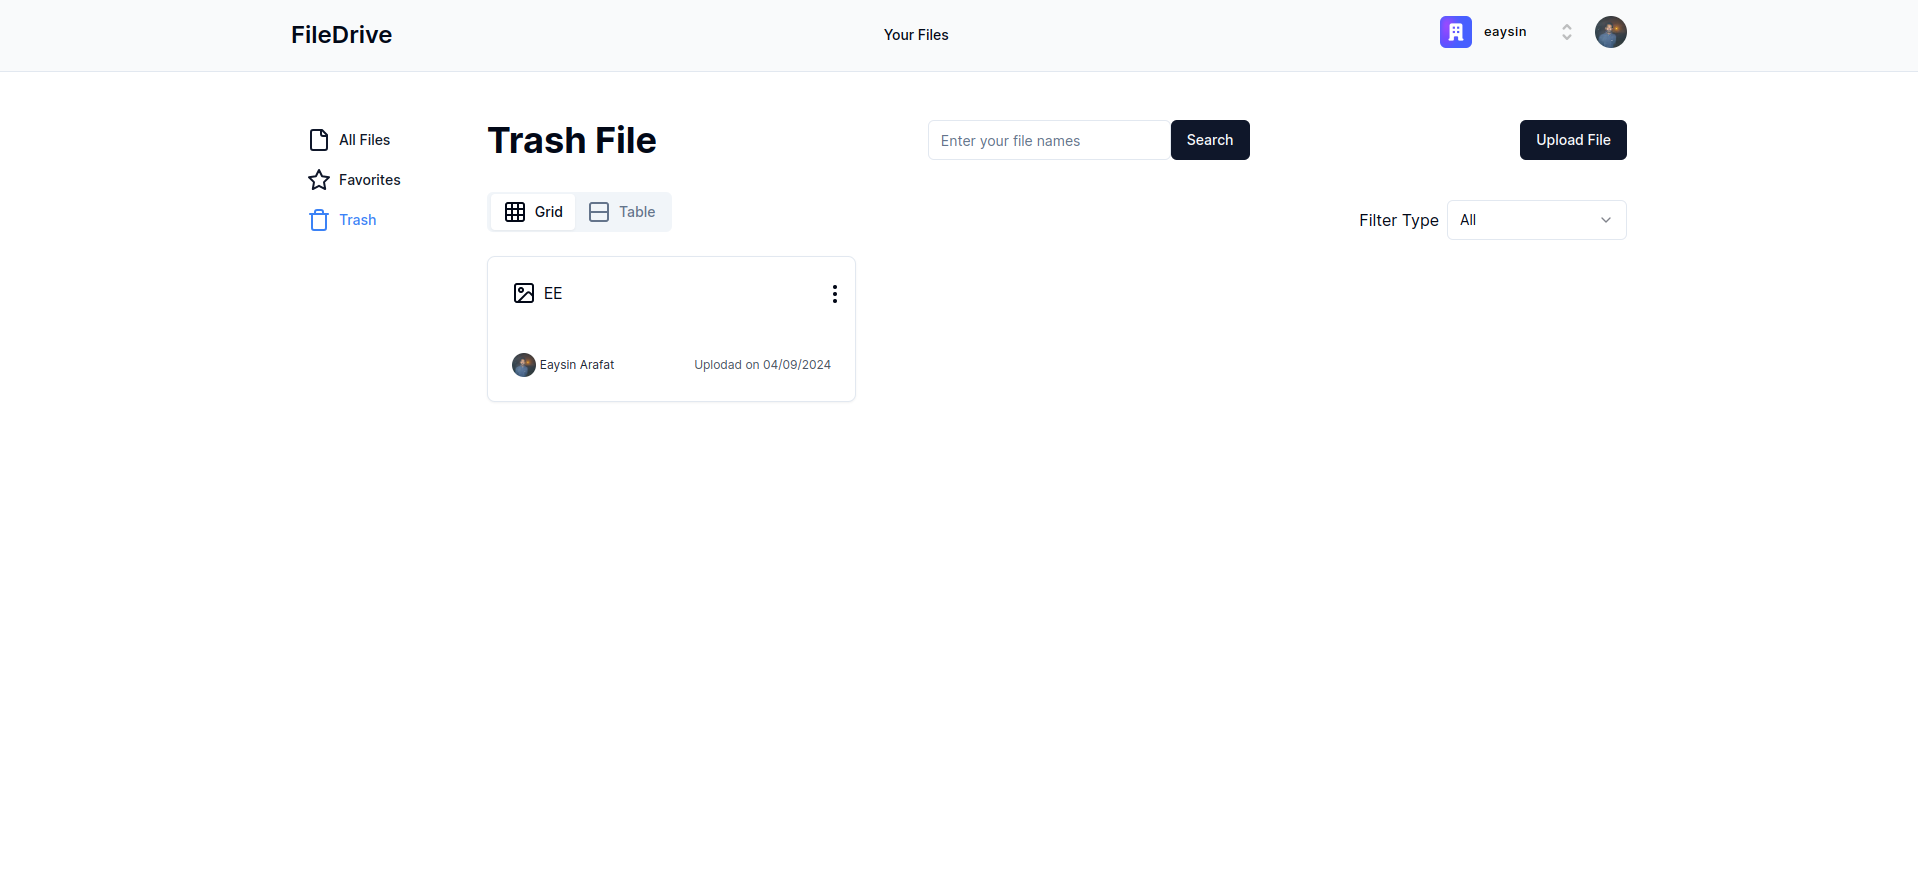 FileDrive
Your Files
eaysin
All Files
Favorites
Trash
Trash File
Enter your file names
Search
Upload File
Grid
Table
Filter Type
All
EE
Eaysin Arafat
Uplodad on 04/09/2024